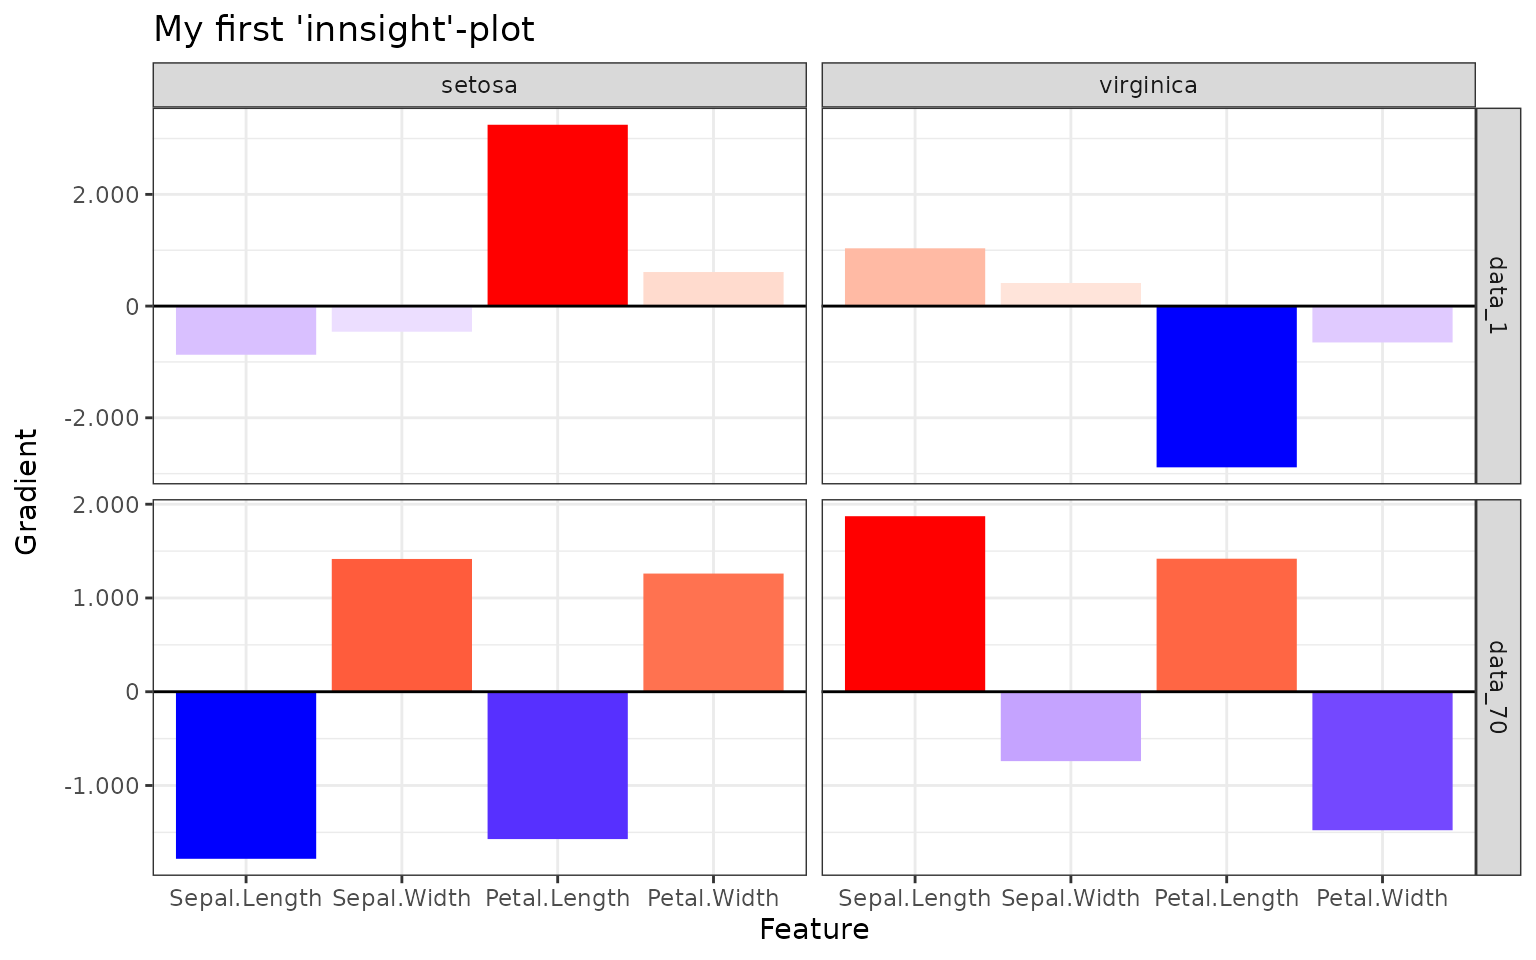 My first 'innsight'-plot
setosa
virginica
2.000
0
-2.000
data_1
Gradient
2.000
1.000
0
-1.000
data_70
Sepal.Length Sepal.Width Petal.Length Petal.Width
Sepal.Length Sepal.Width Petal.Length Petal.Width
Feature